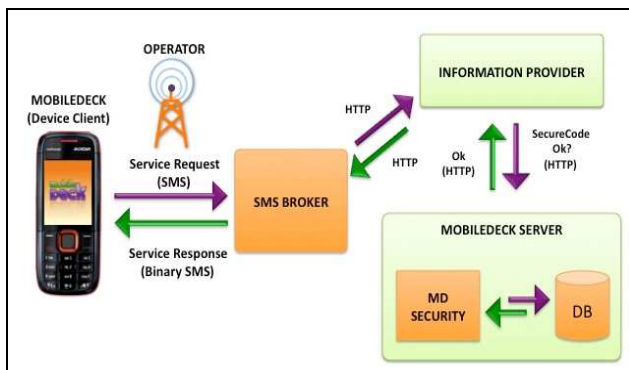 OPERATOR
MOBILEDECK
(Device Client)
Service Request
(SMS)
Service Response
(Binary SMS)
SMS BROKER
HTTP
HTTP
INFORMATION PROVIDER
Ok
(HTTP)
SecureCode
Ok?
(HTTP)
MOBILEDECK SERVER
MD
SECURITY
DB